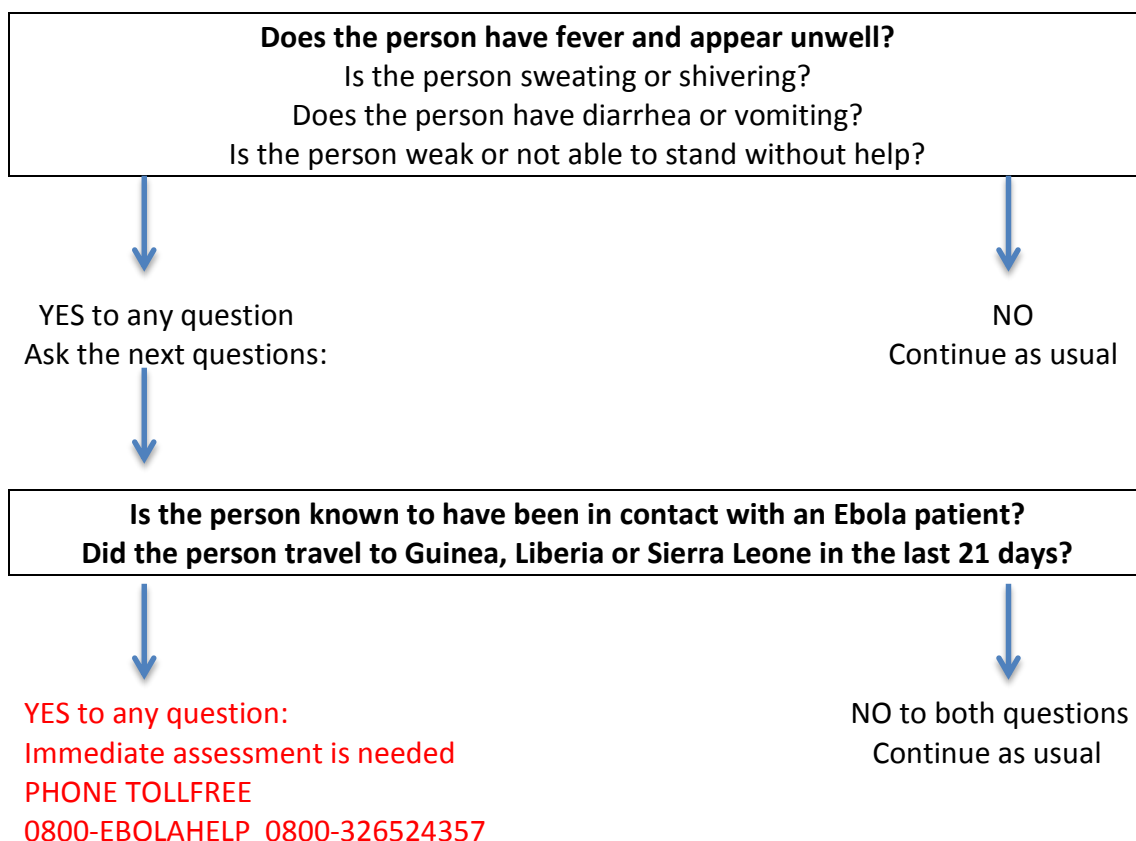 Does the person have fever and appear unwell?
Is the person sweating or shivering?
Does the person have diarrhea or vomiting?
Is the person weak or not able to stand without help?
YES to any question
Ask the next questions:
NO
Continue as usual
Is the person known to have been in contact with an Ebola patient?
Did the person travel to Guinea, Liberia or Sierra Leone in the last 21 days?
YES to any question:
Immediate assessment is needed
PHONE TOLLFREE
0800-EBOLAHELP 0800-326524357
NO to both questions
Continue as usual